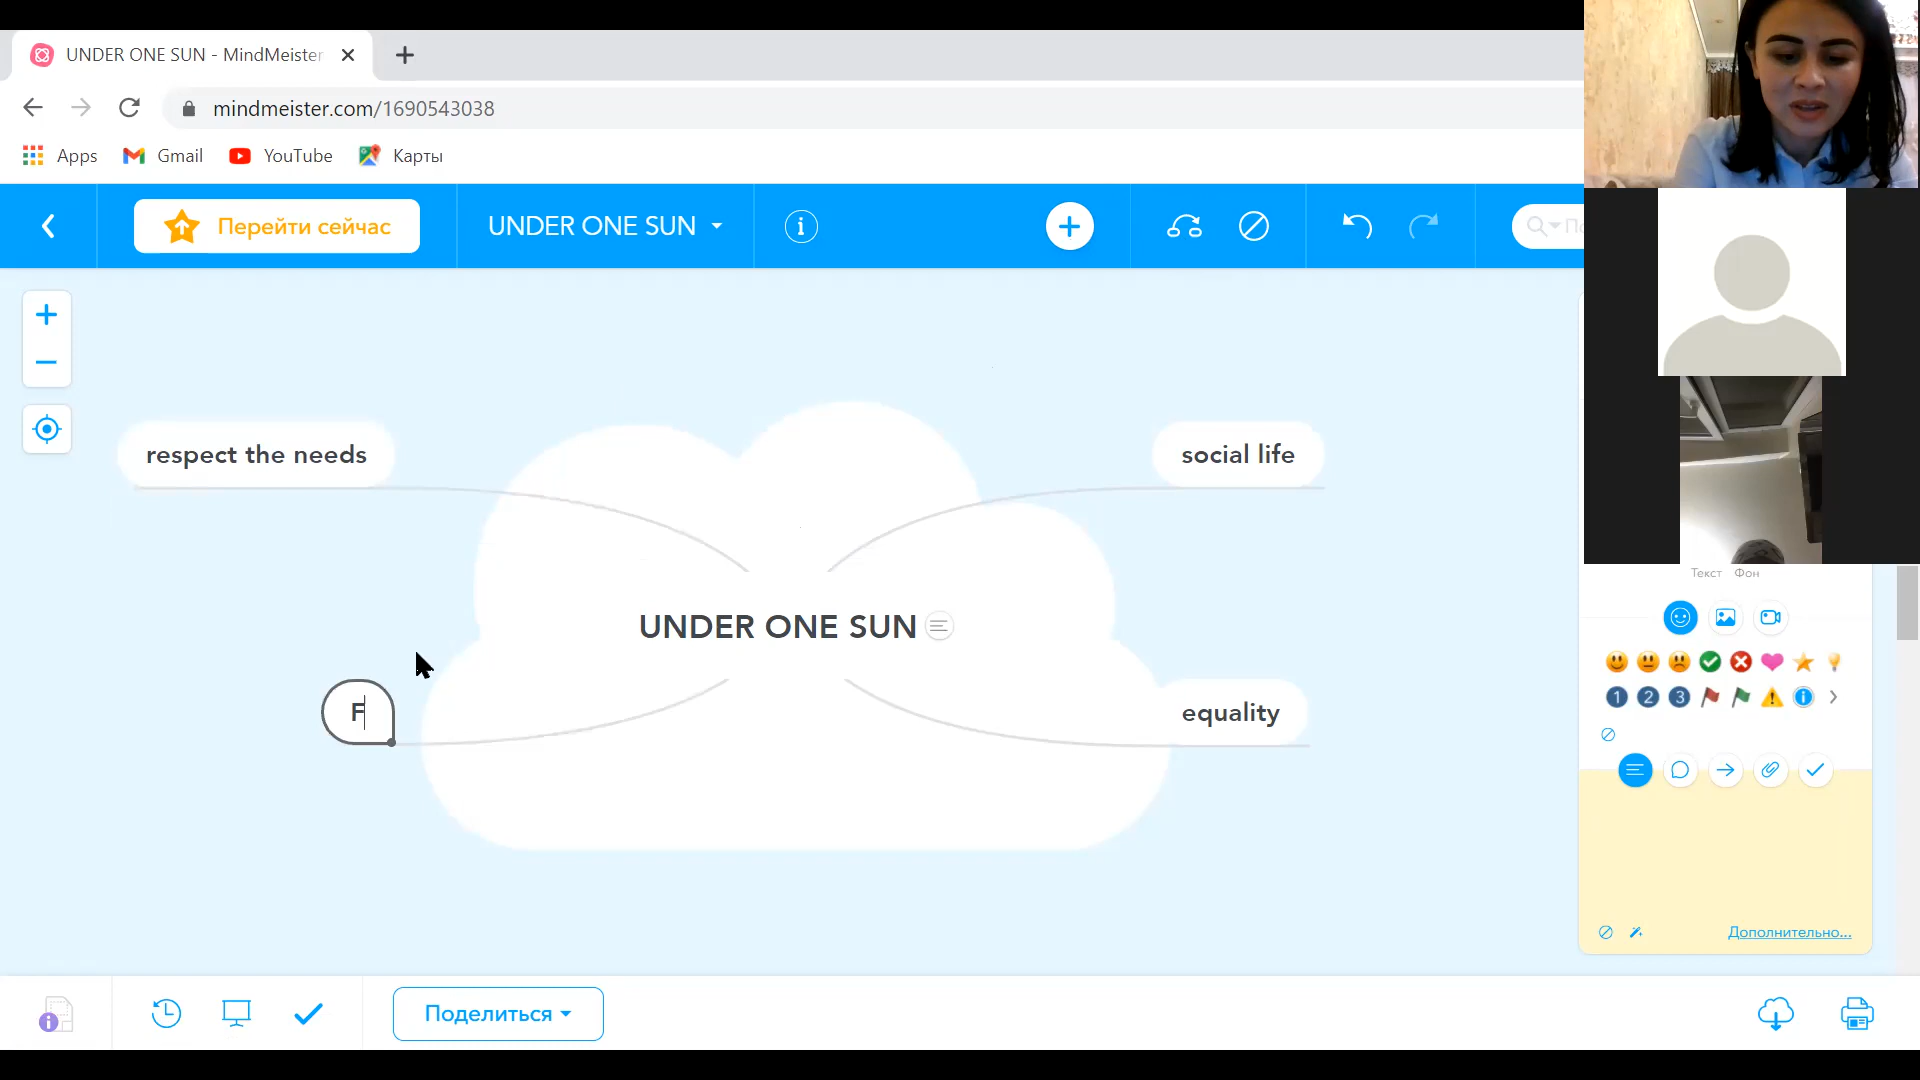 UNDER ONE SUN - MindMeister
mindmeister.com/1690543038
Apps
Gmail
YouTube
Карты
Перейти сейчас
UNDER ONE SUN
respect the needs
social life
UNDER ONE SUN
F
equality
Текст Фон
1 2 3
Дополнительно...
Поделиться